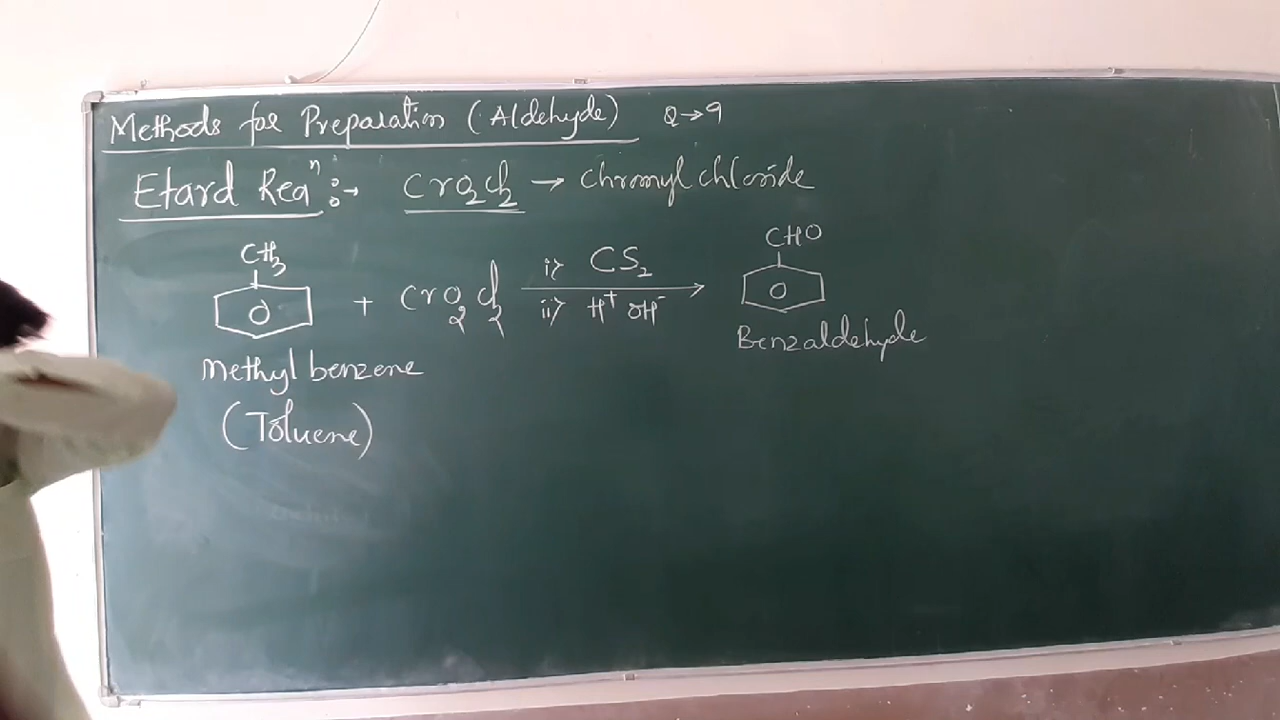 Methods for Preparation (Aldehyde) Q→9
Etard Reaⁿ :→ CrO₂Cl₂ → Chromyl chloride
CH₃ + CrO₂Cl₂ i) CS₂ ii) H⁺ OH⁻ → CHO
Methyl benzene Benzaldehyde
(Toluene)